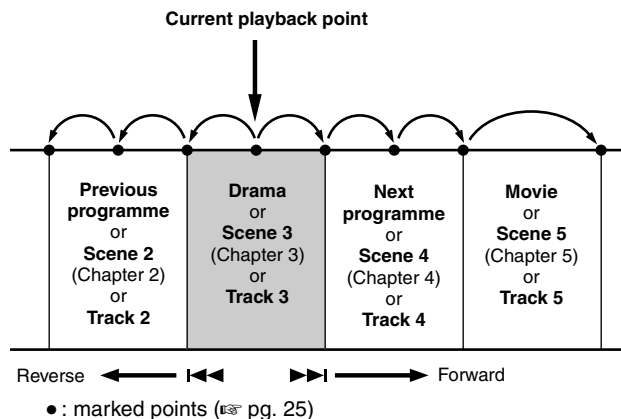 Current playback point
Previous
programme
or
Scene 2
(Chapter 2)
or
Track 2
Drama
or
Scene 3
(Chapter 3)
or
Track 3
Next
programme
or
Scene 4
(Chapter 4)
or
Track 4
Movie
or
Scene 5
(Chapter 5)
or
Track 5
Reverse
Forward
● : marked points (☞ pg. 25)